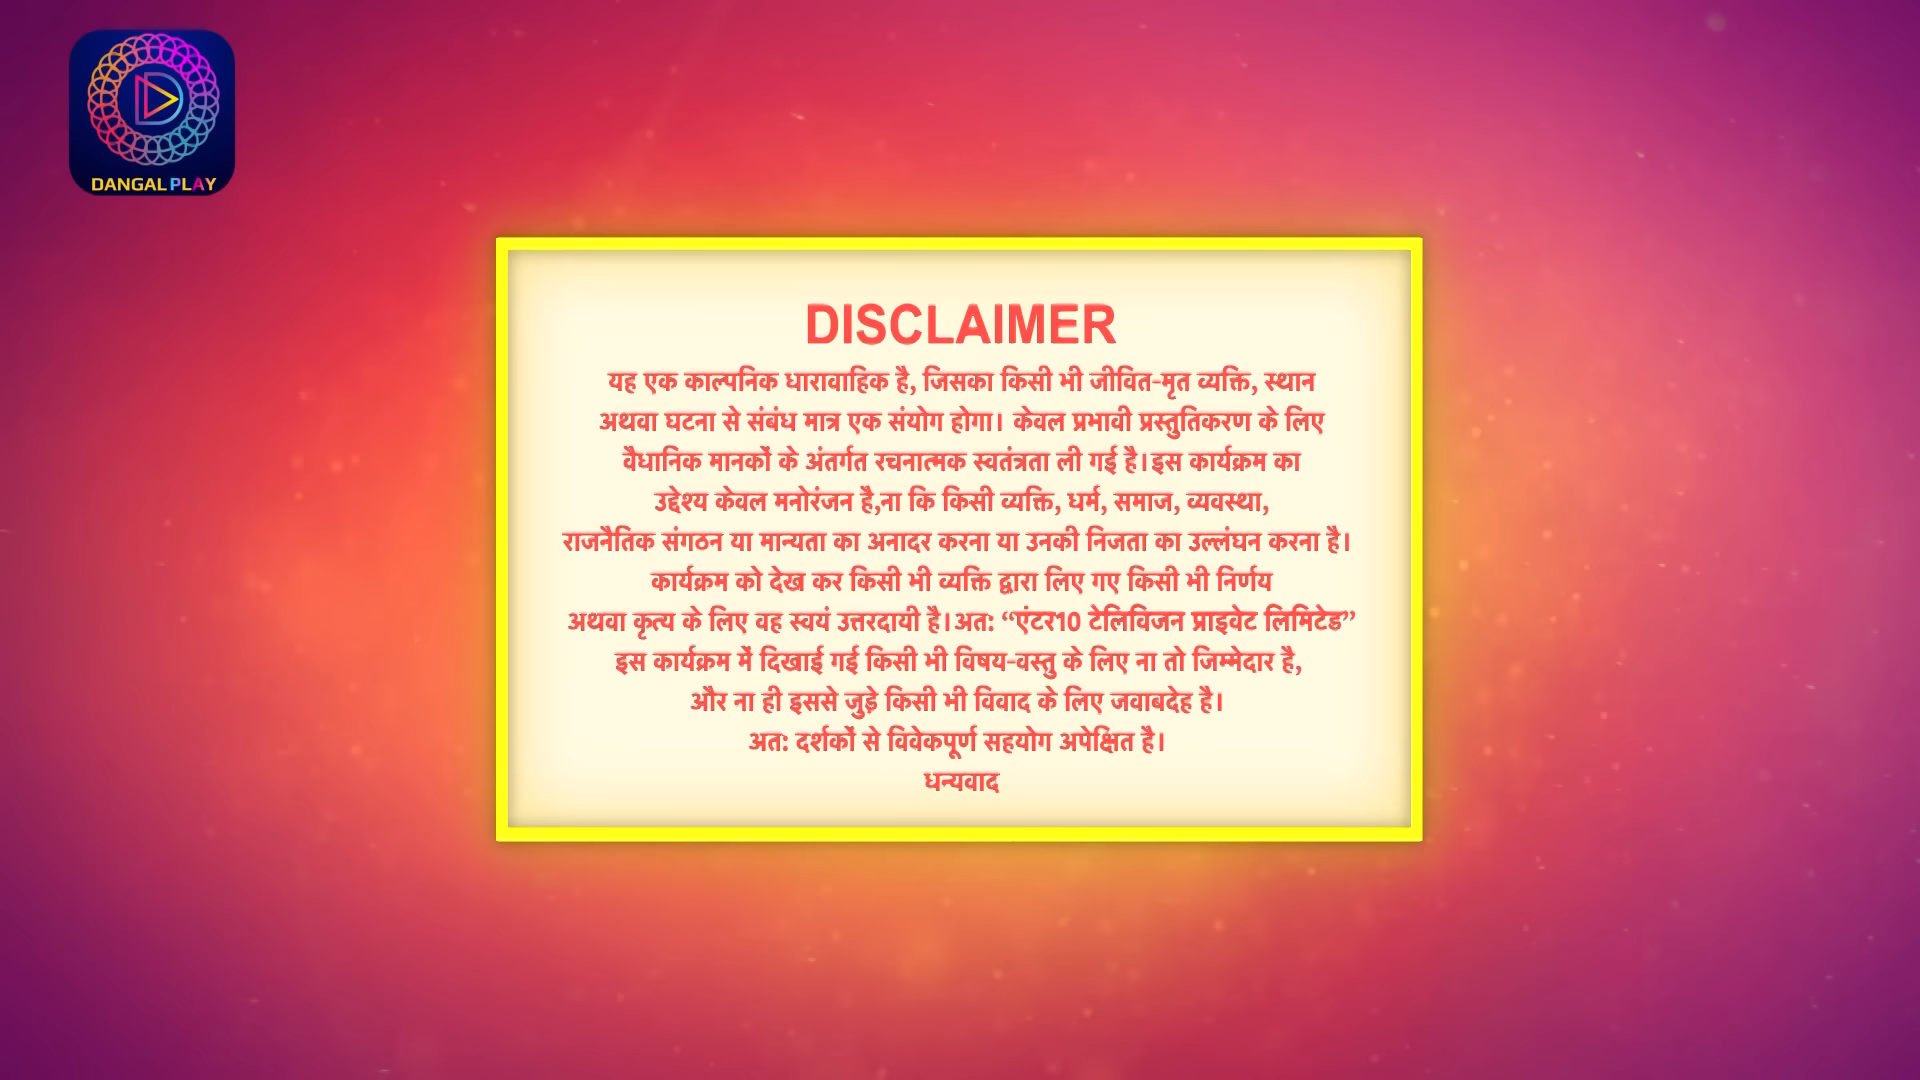 DANGAL PLAY
DISCLAIMER
यह एक काल्पनिक धारावाहिक है, जिसका किसी भी जीवित-मृत व्यक्ति, स्थान
अथवा घटना से संबंध मात्र एक संयोग होगा। केवल प्रभावी प्रस्तुतिकरण के लिए
वैधानिक मानकों के अंतर्गत रचनात्मक स्वतंत्रता ली गई है।इस कार्यक्रम का
उद्देश्य केवल मनोरंजन है,ना कि किसी व्यक्ति, धर्म, समाज, व्यवस्था,
राजनैतिक संगठन या मान्यता का अनादर करना या उनकी निजता का उल्लंघन करना है।
कार्यक्रम को देख कर किसी भी व्यक्ति द्वारा लिए गए किसी भी निर्णय
अथवा कृत्य के लिए वह स्वयं उत्तरदायी है।अत: “एंटर10 टेलिविजन प्राइवेट लिमिटेड”
इस कार्यक्रम में दिखाई गई किसी भी विषय-वस्तु के लिए ना तो जिम्मेदार है,
और ना ही इससे जुड़े किसी भी विवाद के लिए जवाबदेह है।
अत: दर्शकों से विवेकपूर्ण सहयोग अपेक्षित है।
धन्यवाद